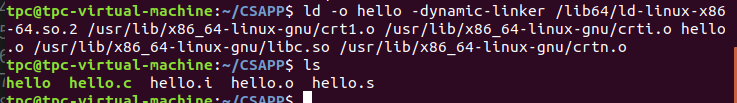 tpc@tpc-virtual-machine:~/CSAPP$ ld -o hello -dynamic-linker /lib64/ld-linux-x86
-64.so.2 /usr/lib/x86_64-linux-gnu/crt1.o /usr/lib/x86_64-linux-gnu/crti.o hello
.o /usr/lib/x86_64-linux-gnu/libc.so /usr/lib/x86_64-linux-gnu/crtn.o
tpc@tpc-virtual-machine:~/CSAPP$ ls
hello  hello.c  hello.i  hello.o  hello.s
tpc@tpc-virtual-machine:~/CSAPP$